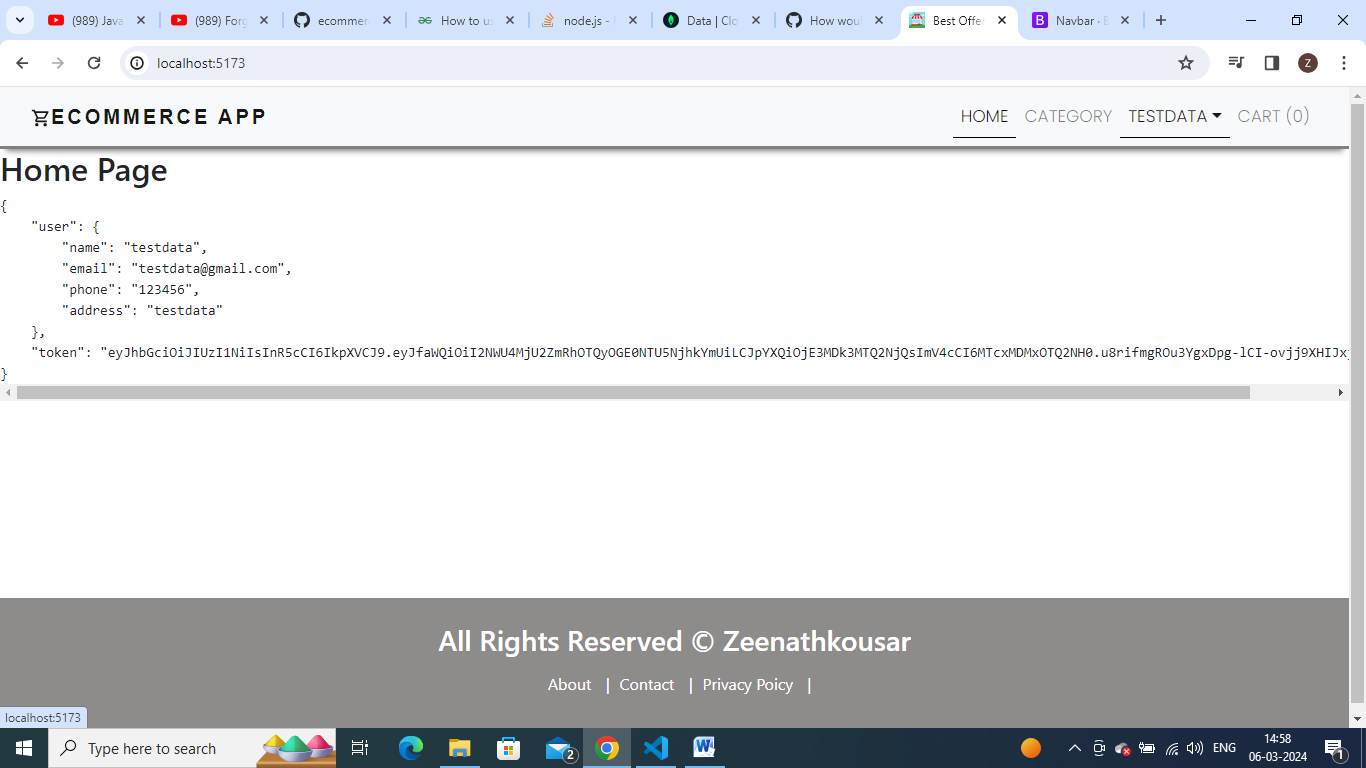 (989) Java
(989) Forg
ecommer
How to us
node.js -
Data | Clo
How woul
Best Offer
Navbar -
localhost:5173
Z
ECOMMERCE APP
HOME
CATEGORY
TESTDATA
CART (0)
Home Page
{
"user": {
"name": "testdata",
"email": "testdata@gmail.com",
"phone": "123456",
"address": "testdata"
},
"token": "eyJhbGciOiJIUzI1NiIsInR5cCI6IkpXVCJ9.eyJfaWQiOiI2NWU4MjU2ZmRhOTQyOGE0NTU5NjhkYmUiLCJpYXQiOjE3MDk3MTQ2NjQsImV4cCI6MTcxMDMxOTQ2NH0.u8rifmgROu3YgxDpg-lCI-ovjj9XHIJxj
}
All Rights Reserved © Zeenathkousar
About | Contact | Privacy Poicy |
localhost:5173
Type here to search
2
ENG
14:58
06-03-2024
1